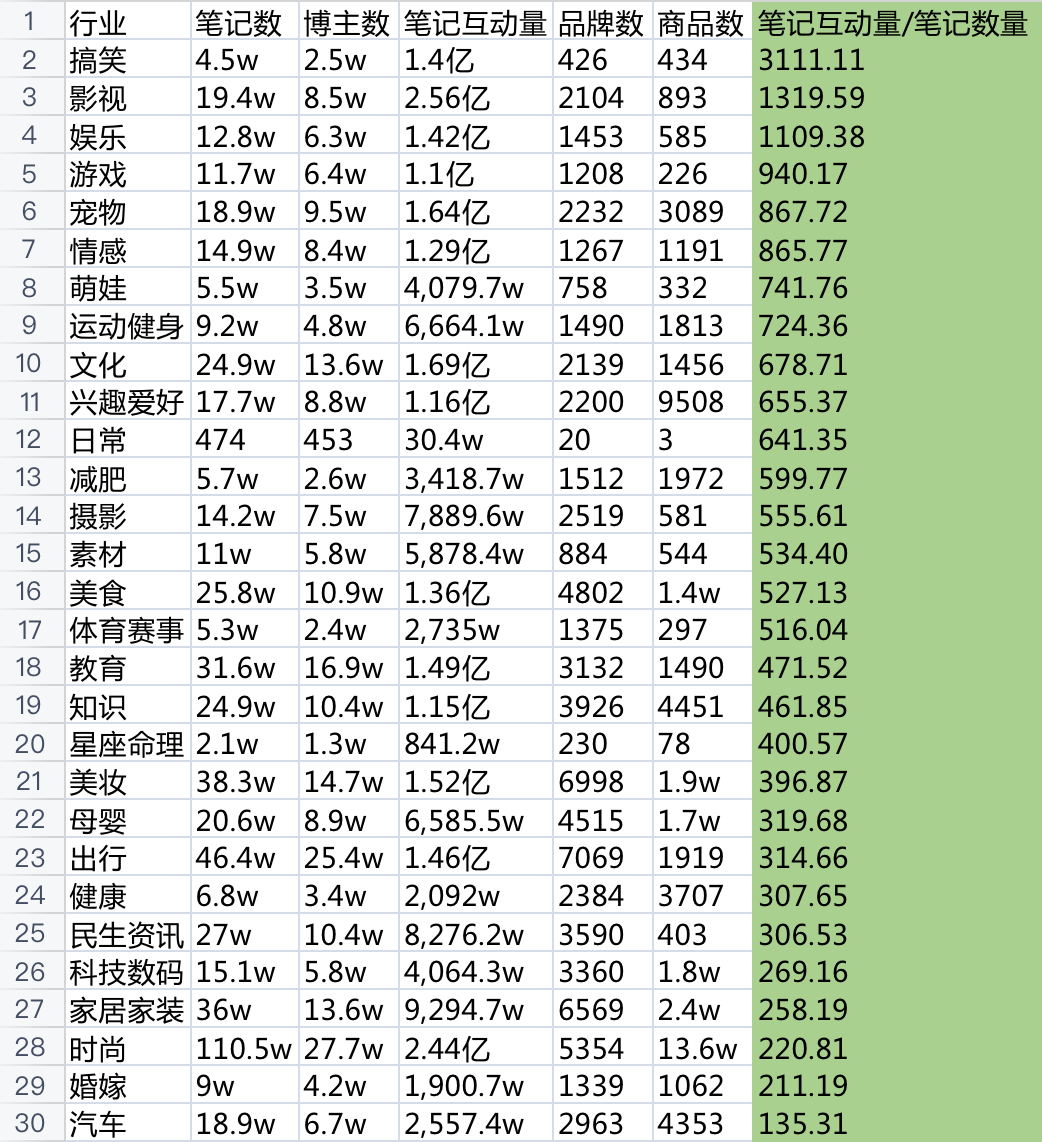 1 行业 笔记数 博主数 笔记互动量 品牌数 商品数 笔记互动量/笔记数量
2 搞笑 4.5w 2.5w 1.4亿 426 434 3111.11
3 影视 19.4w 8.5w 2.56亿 2104 893 1319.59
4 娱乐 12.8w 6.3w 1.42亿 1453 585 1109.38
5 游戏 11.7w 6.4w 1.1亿 1208 226 940.17
6 宠物 18.9w 9.5w 1.64亿 2232 3089 867.72
7 情感 14.9w 8.4w 1.29亿 1267 1191 865.77
8 萌娃 5.5w 3.5w 4,079.7w 758 332 741.76
9 运动健身 9.2w 4.8w 6,664.1w 1490 1813 724.36
10 文化 24.9w 13.6w 1.69亿 2139 1456 678.71
11 兴趣爱好 17.7w 8.8w 1.16亿 2200 9508 655.37
12 日常 474 453 30.4w 20 3 641.35
13 减肥 5.7w 2.6w 3,418.7w 1512 1972 599.77
14 摄影 14.2w 7.5w 7,889.6w 2519 581 555.61
15 素材 11w 5.8w 5,878.4w 884 544 534.40
16 美食 25.8w 10.9w 1.36亿 4802 1.4w 527.13
17 体育赛事 5.3w 2.4w 2,735w 1375 297 516.04
18 教育 31.6w 16.9w 1.49亿 3132 1490 471.52
19 知识 24.9w 10.4w 1.15亿 3926 4451 461.85
20 星座命理 2.1w 1.3w 841.2w 230 78 400.57
21 美妆 38.3w 14.7w 1.52亿 6998 1.9w 396.87
22 母婴 20.6w 8.9w 6,585.5w 4515 1.7w 319.68
23 出行 46.4w 25.4w 1.46亿 7069 1919 314.66
24 健康 6.8w 3.4w 2,092w 2384 3707 307.65
25 民生资讯 27w 10.4w 8,276.2w 3590 403 306.53
26 科技数码 15.1w 5.8w 4,064.3w 3360 1.8w 269.16
27 家居家装 36w 13.6w 9,294.7w 6569 2.4w 258.19
28 时尚 110.5w 27.7w 2.44亿 5354 13.6w 220.81
29 婚嫁 9w 4.2w 1,900.7w 1339 1062 211.19
30 汽车 18.9w 6.7w 2,557.4w 2963 4353 135.31